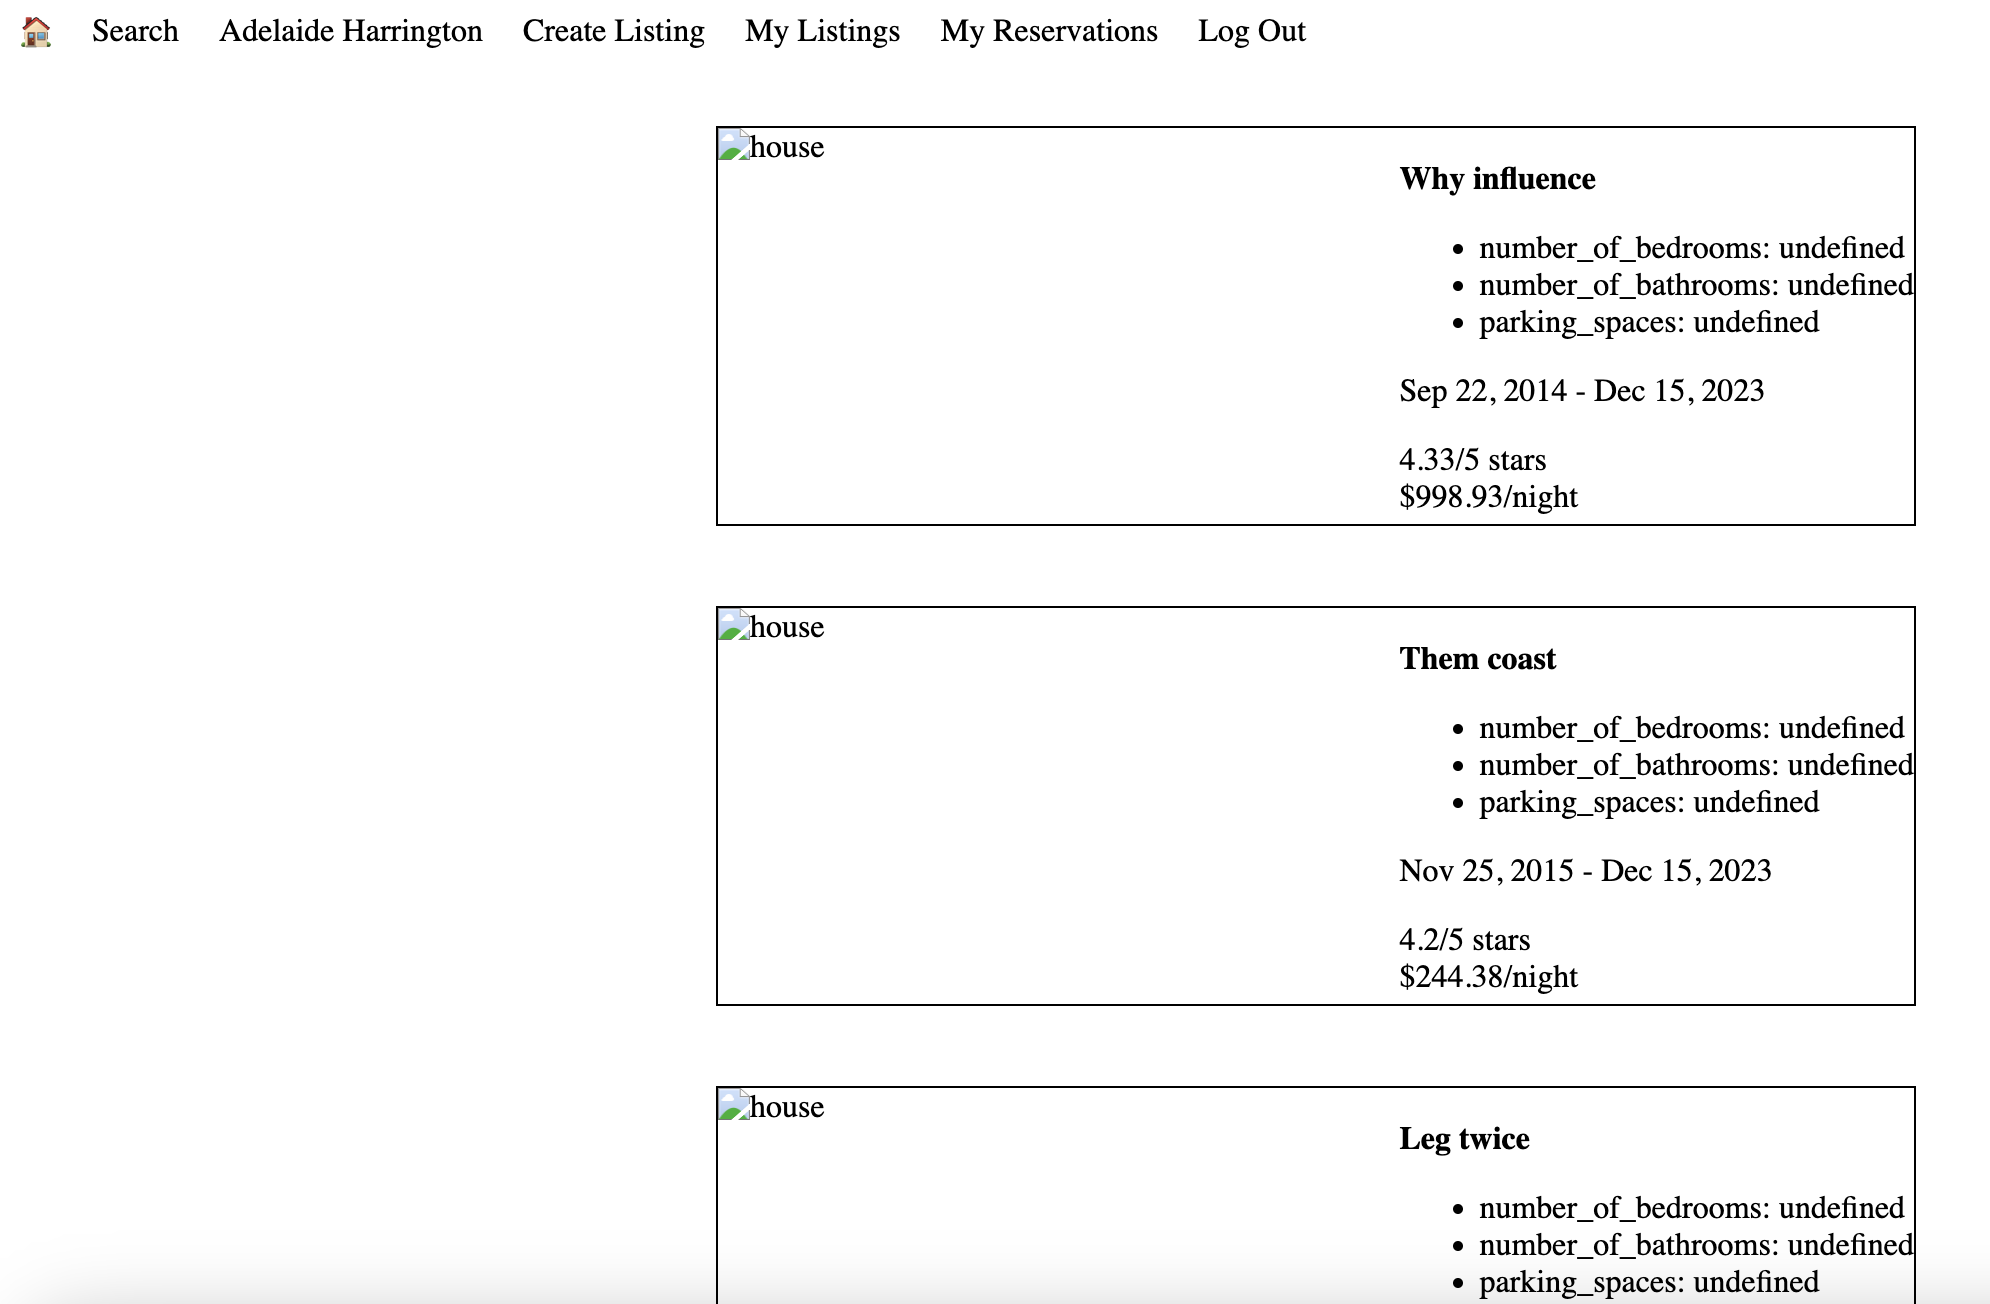 Search Adelaide Harrington Create Listing My Listings My Reservations Log Out
house
Why influence
number_of_bedrooms: undefined
number_of_bathrooms: undefined
parking_spaces: undefined
Sep 22, 2014 - Dec 15, 2023
4.33/5 stars
$998.93/night
house
Them coast
number_of_bedrooms: undefined
number_of_bathrooms: undefined
parking_spaces: undefined
Nov 25, 2015 - Dec 15, 2023
4.2/5 stars
$244.38/night
house
Leg twice
number_of_bedrooms: undefined
number_of_bathrooms: undefined
parking_spaces: undefined